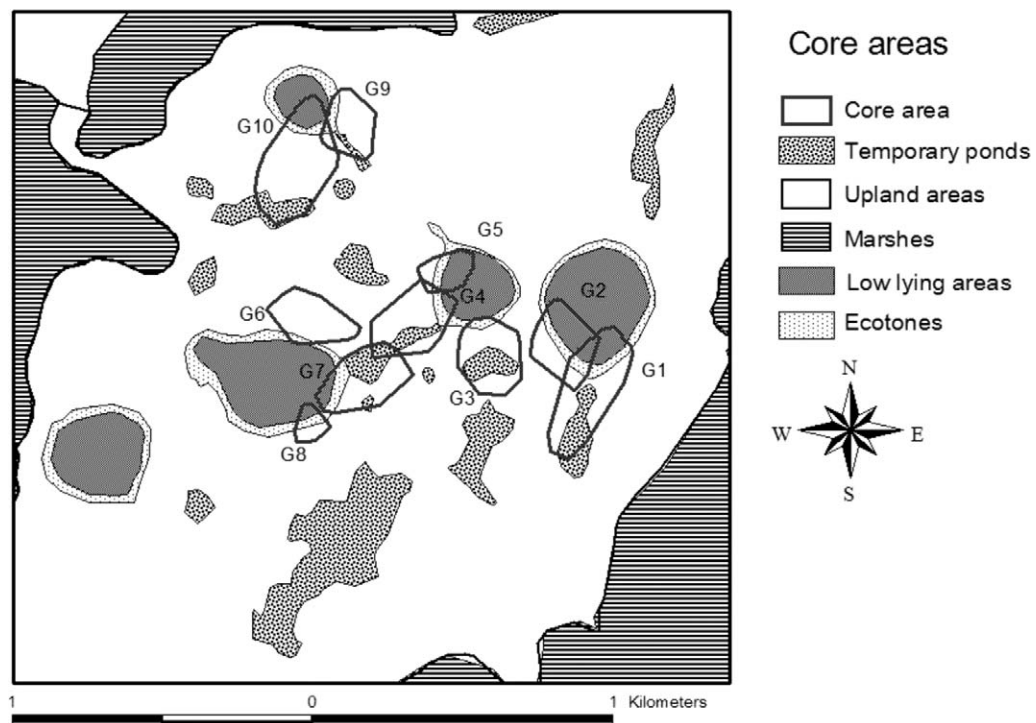 Core areas
Core area
Temporary ponds
Upland areas
Marshes
Low lying areas
Ecotones
G9
G10
G5
G4
G2
G6
G7
G3
G1
G8
N
W E
S
1 0 1 Kilometers